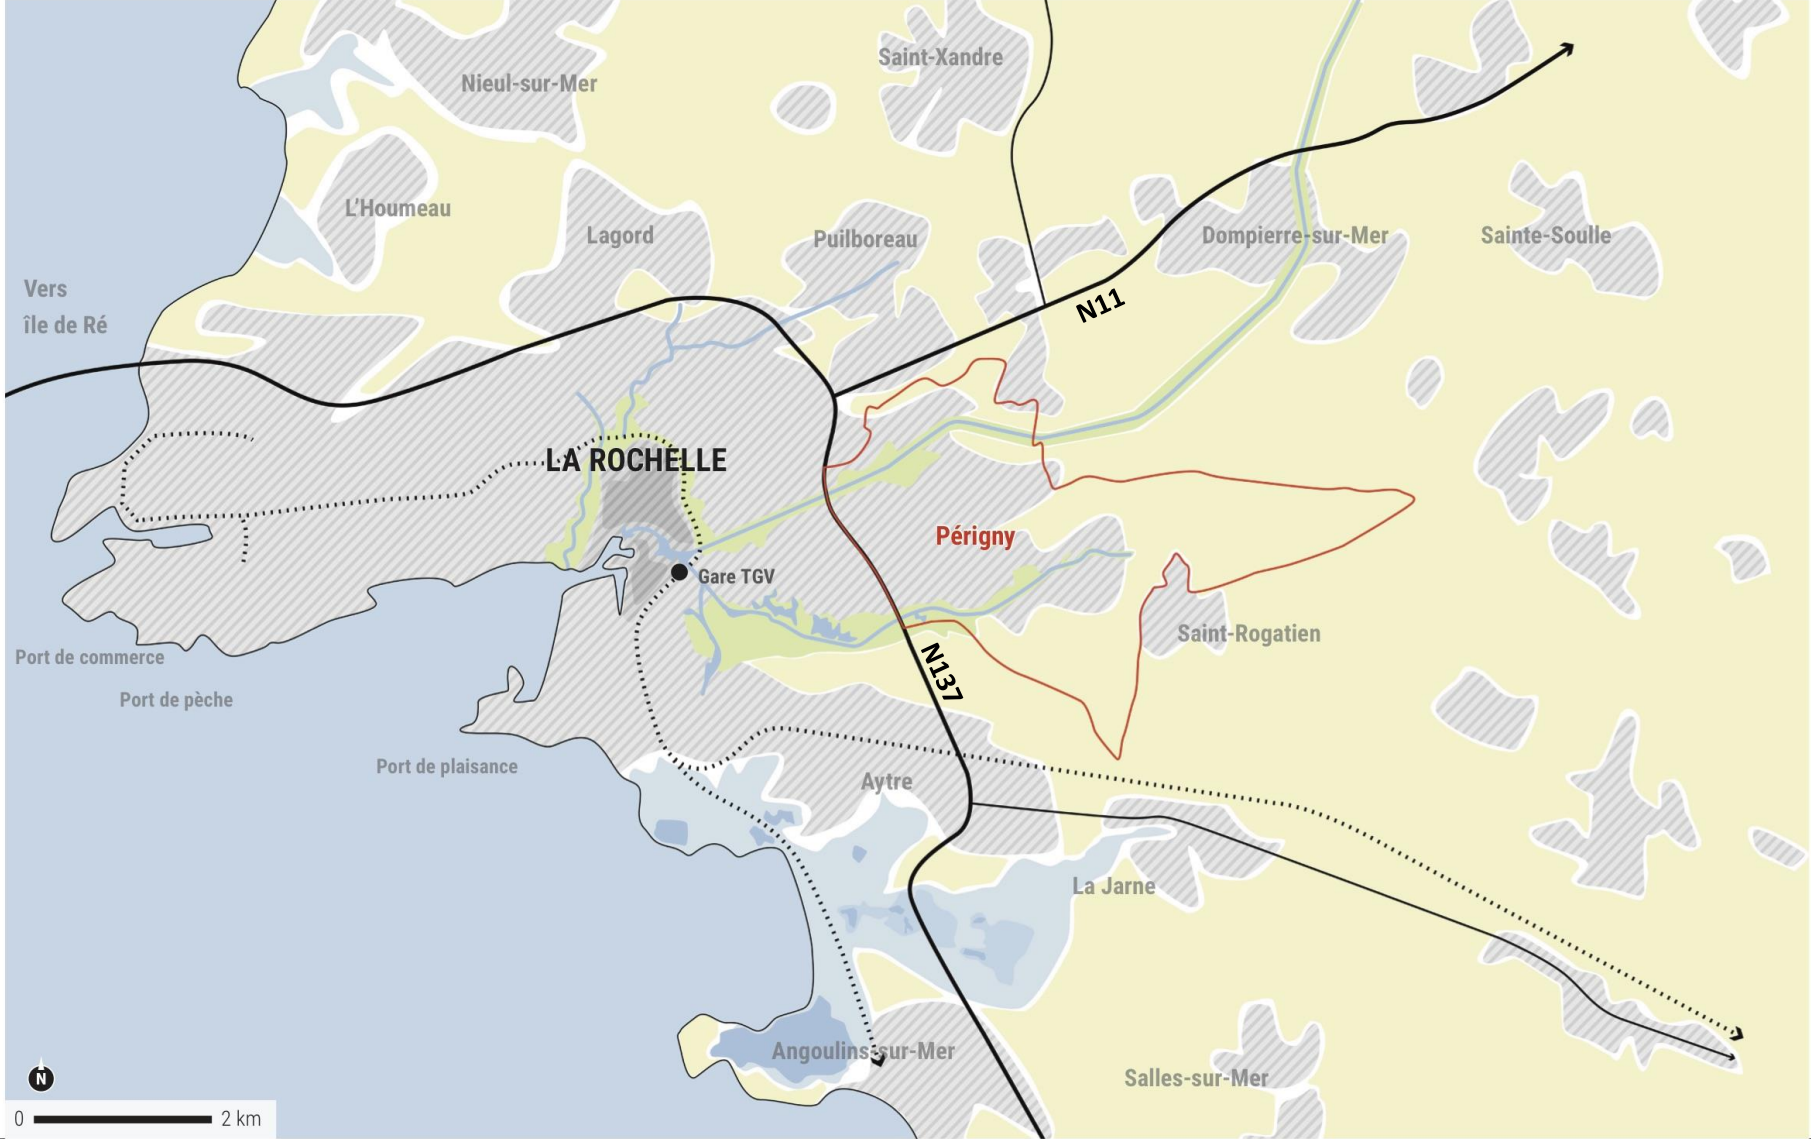 Saint-Xandre
Nieul-sur-Mer
L'Houmeau
Lagord
Puilboreau
Dompierre-sur-Mer
Sainte-Soulle
Vers
île de Ré
N11
LA ROCHELLE
Périgny
Gare TGV
Saint-Rogatien
Port de commerce
N137
Port de pèche
Port de plaisance
Aytre
La Jarne
Angoulins-sur-Mer
Salles-sur-Mer
N
0 2 km